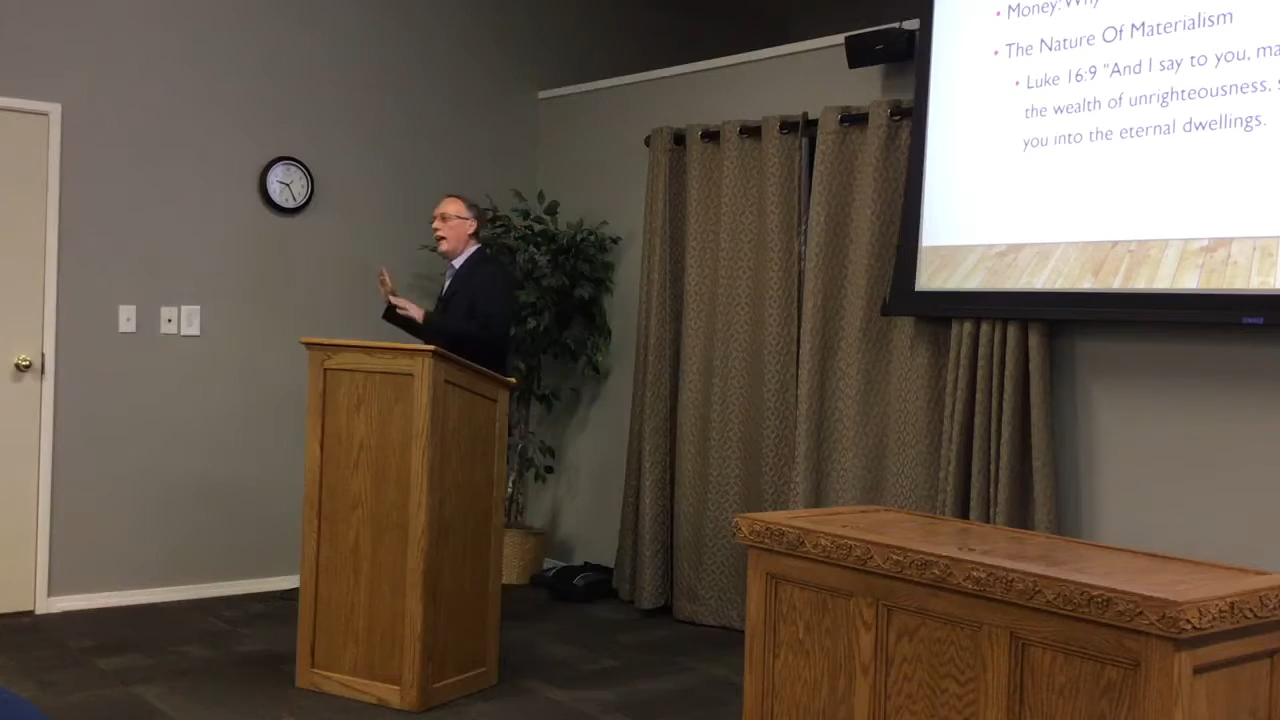 • Money: Why
• The Nature Of Materialism
• Luke 16:9 "And I say to you, ma
the wealth of unrighteousness,
you into the eternal dwellings.